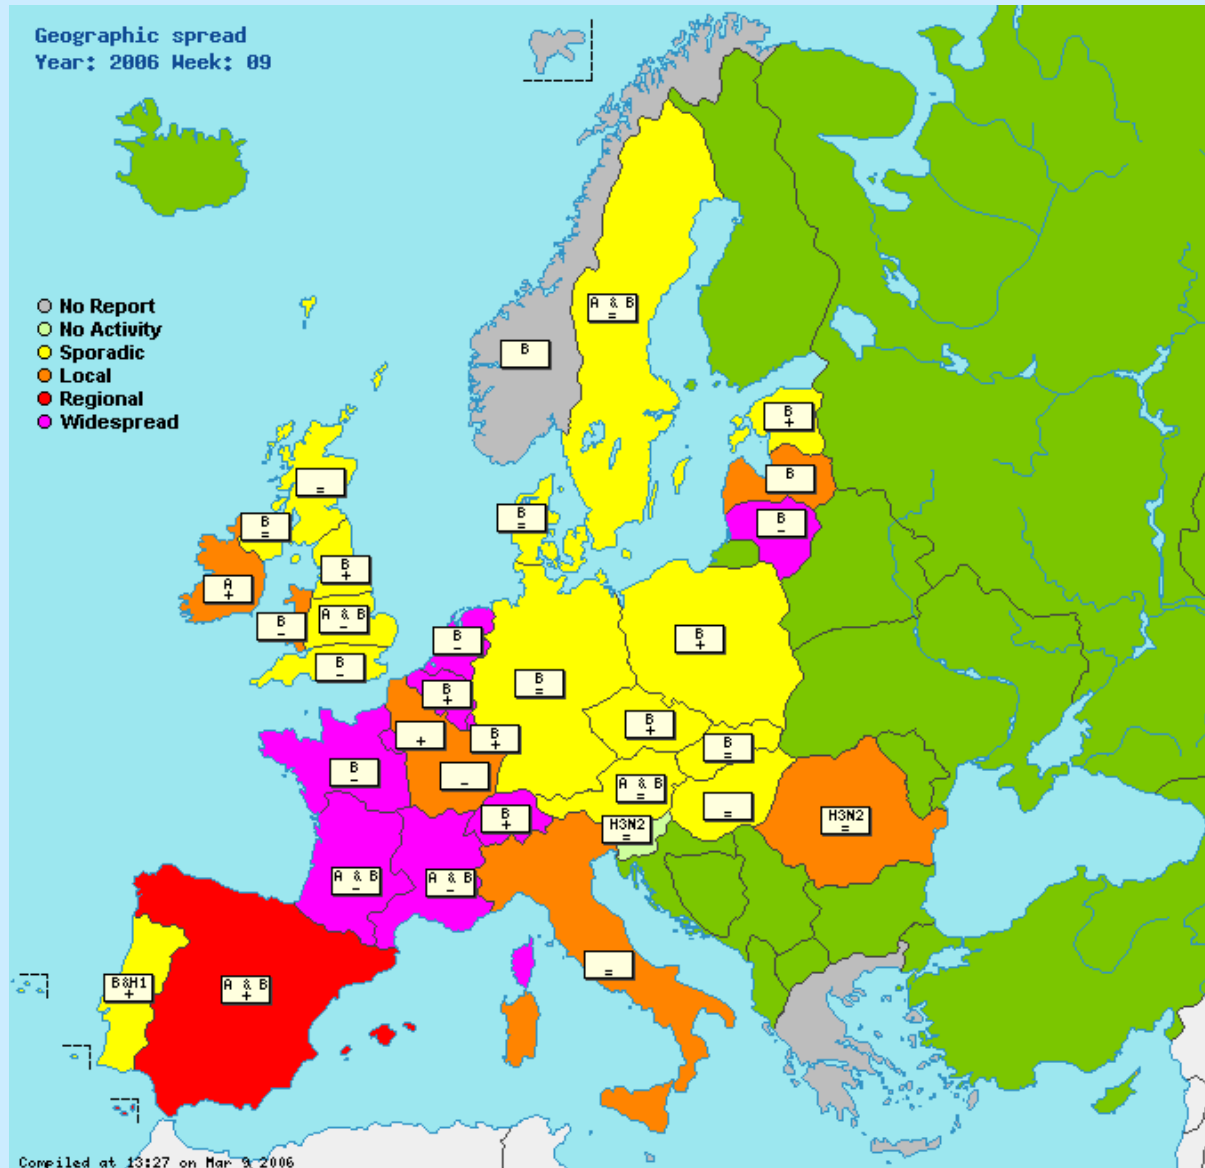 Geographic spread
Year: 2006 Week: 09
No Report
No Activity
Sporadic
Local
Regional
Widespread
A & B
=
B
B
+
B
B
-
=
B
=
B
=
A
+
B
+
B
-
A & B
-
B
-
B
-
B
+
B
=
B
+
B
+
+
B
+
-
B
=
B
-
A & B
=
=
B
+
H3N2
=
H3N2
=
A & B
-
A & B
-
=
B&H1
+
A & B
+
Compiled at 13:27 on Mar 9 2006